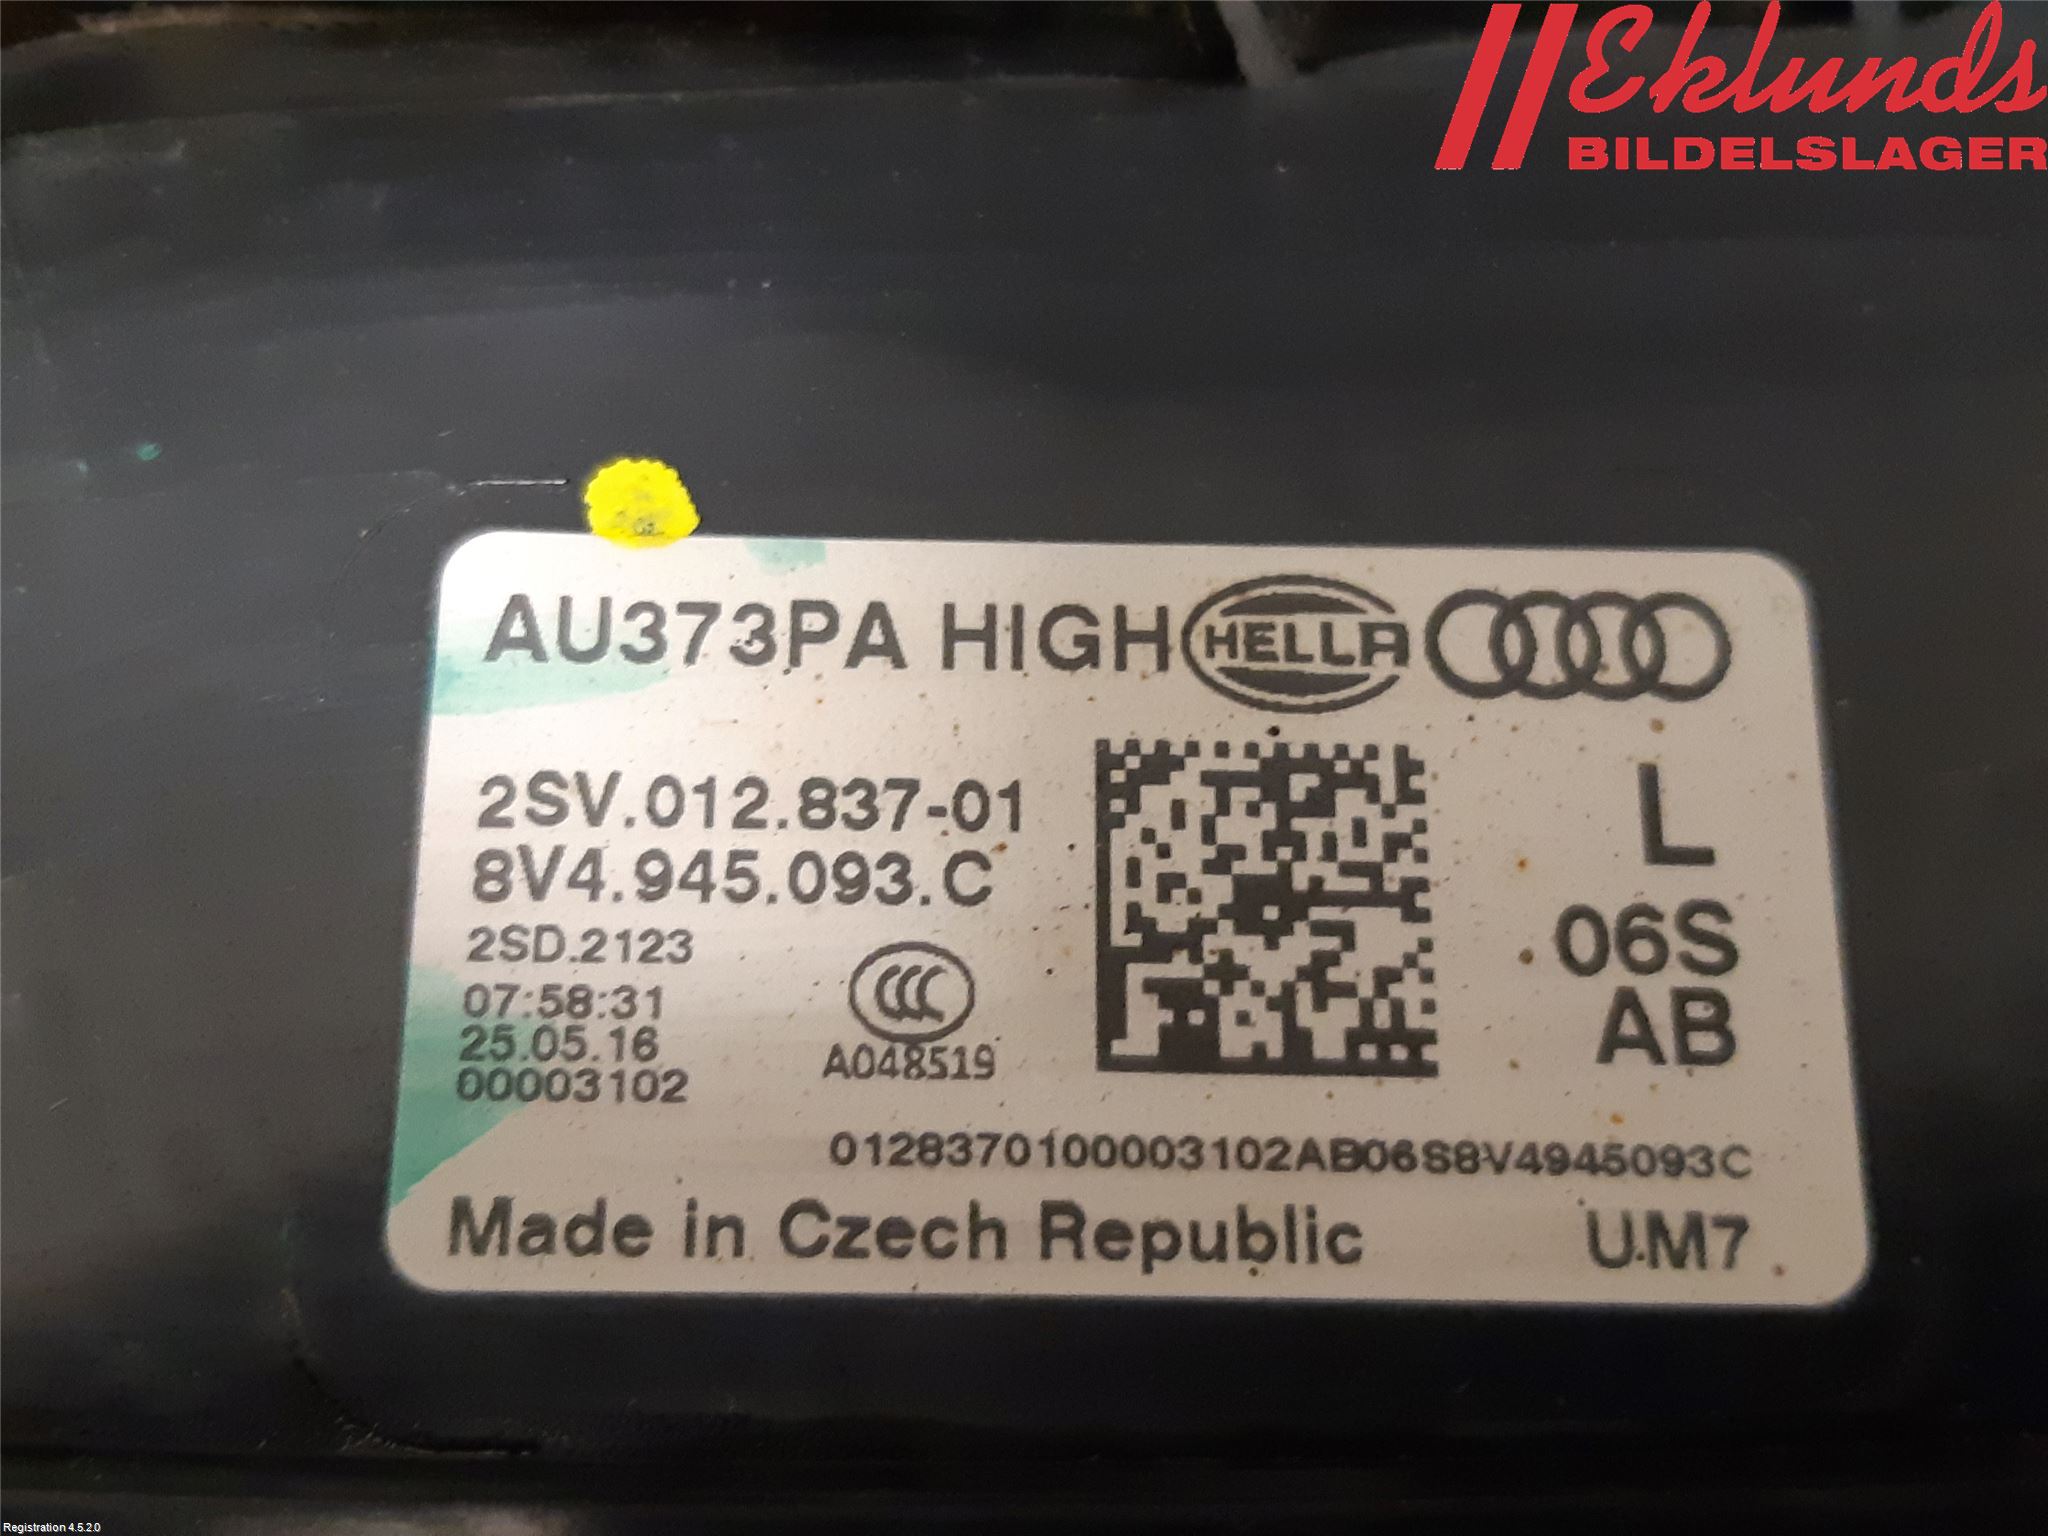 Eklunds
BILDELSLAGER
AU373PA HIGH HELLA
2SV.012.837-01
8V4.945.093.C
L
2SD.2123
06S
07:58:31
AB
25.05.16
A048519
00003102
0128370100003102AB06S8V4945093C
Made in Czech Republic UM7
Registration 4.5.2.0